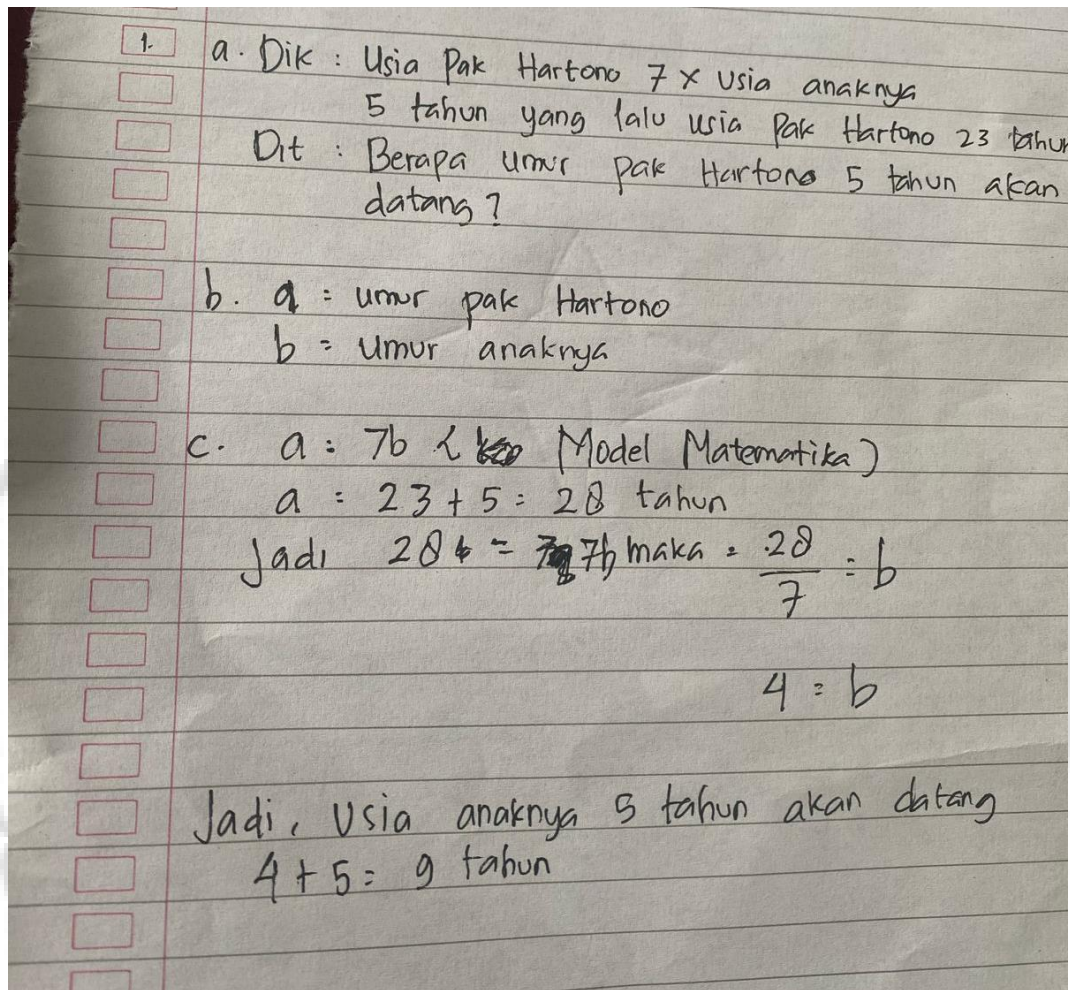 1. a. Dik : Usia Pak Hartono 7 x usia anaknya
5 tahun yang lalu usia Pak Hartono 23 tahun
Dit : Berapa umur pak Hartono 5 tahun akan
datang ?
b. a = umur pak Hartono
b = umur anaknya
c. a = 7b ( Model Matematika )
a = 23 + 5 = 28 tahun
Jadi 28 = 7b maka = 28/7 = b
4 = b
Jadi, Usia anaknya 5 tahun akan datang
4 + 5 = 9 tahun